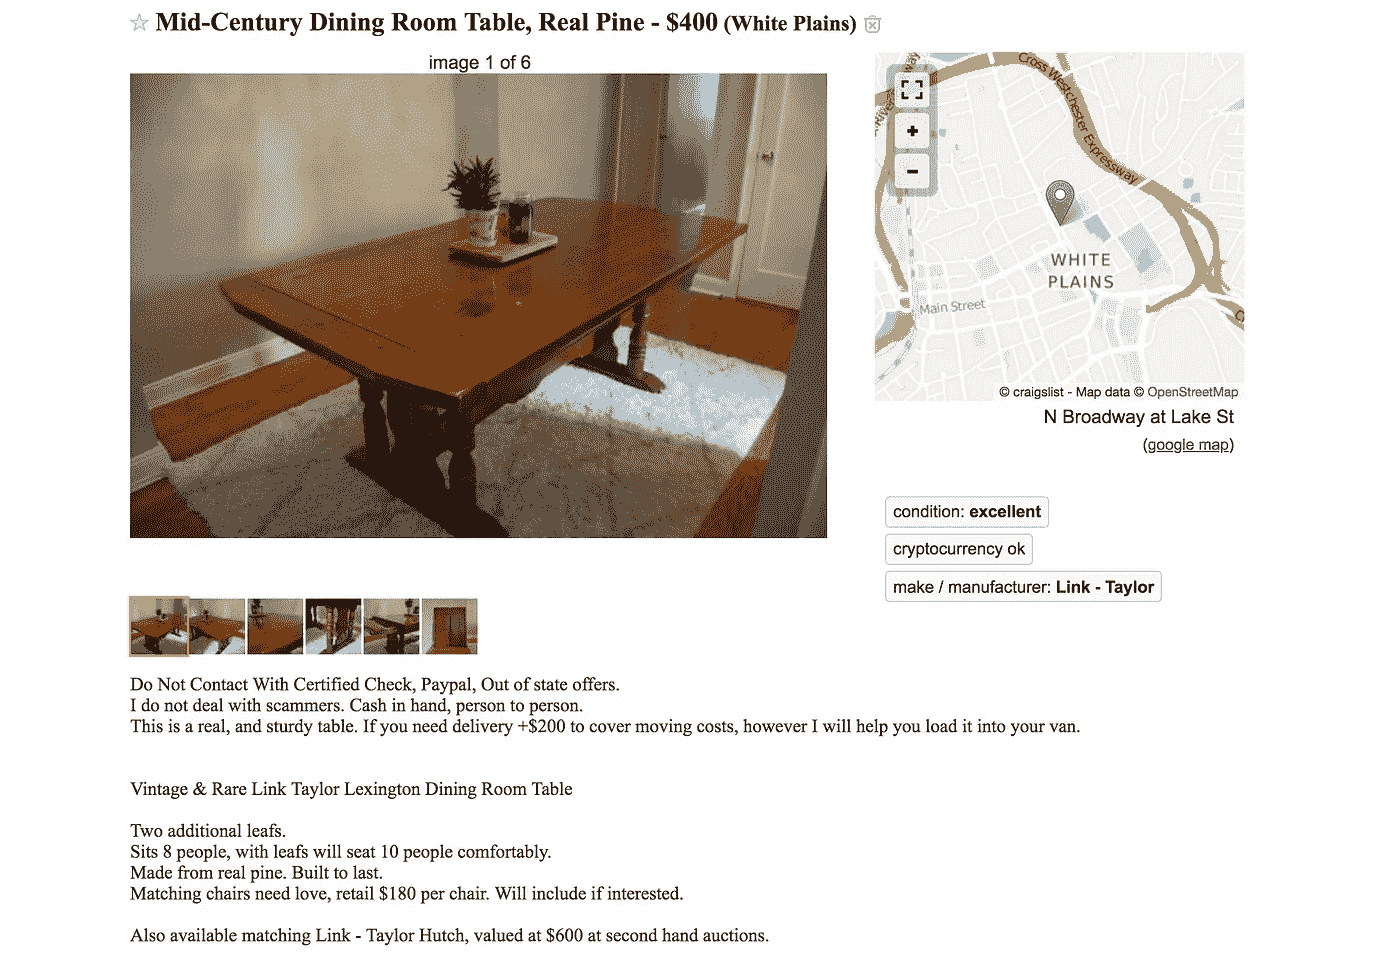 ☆ Mid-Century Dining Room Table, Real Pine - $400 (White Plains)
image 1 of 6
+
-
Cross Westchester Expressway
WHITE
PLAINS
Main Street
© craigslist - Map data © OpenStreetMap
N Broadway at Lake St
(google map)
condition: excellent
cryptocurrency ok
make / manufacturer: Link - Taylor
Do Not Contact With Certified Check, Paypal, Out of state offers.
I do not deal with scammers. Cash in hand, person to person.
This is a real, and sturdy table. If you need delivery +$200 to cover moving costs, however I will help you load it into your van.
Vintage & Rare Link Taylor Lexington Dining Room Table
Two additional leafs.
Sits 8 people, with leafs will seat 10 people comfortably.
Made from real pine. Built to last.
Matching chairs need love, retail $180 per chair. Will include if interested.
Also available matching Link - Taylor Hutch, valued at $600 at second hand auctions.